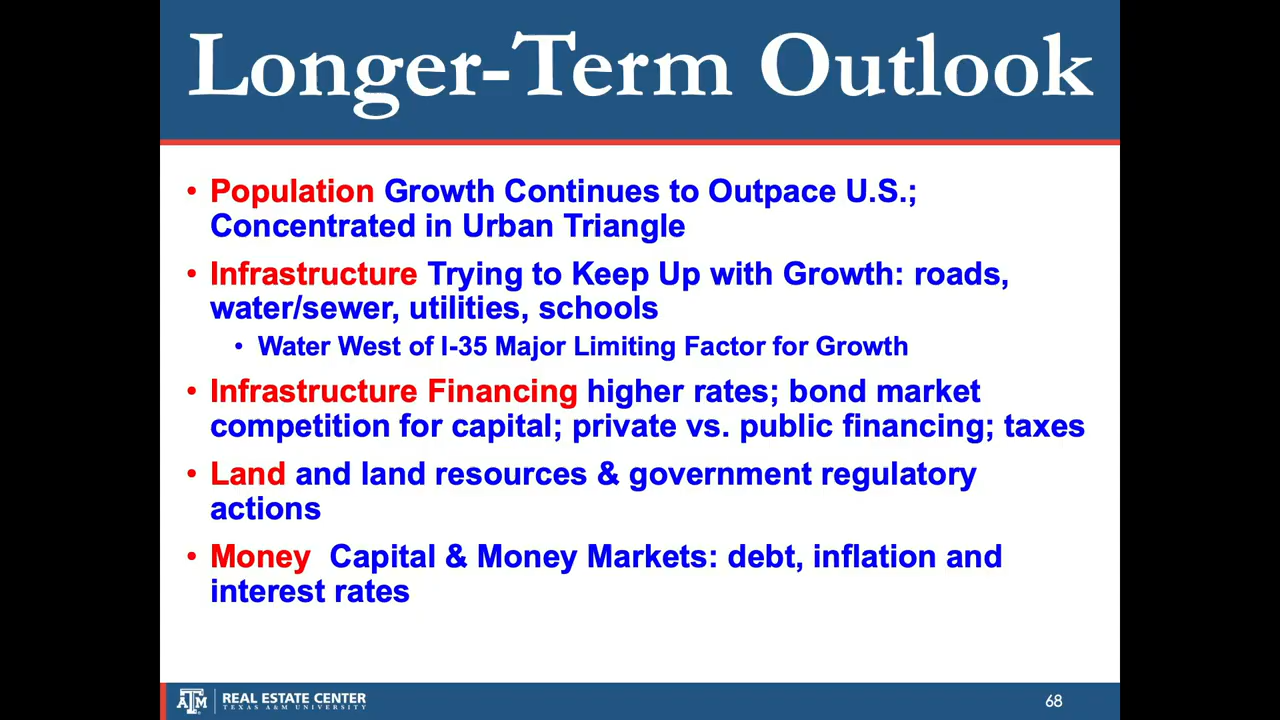 Longer-Term Outlook
• Population Growth Continues to Outpace U.S.;
Concentrated in Urban Triangle
• Infrastructure Trying to Keep Up with Growth: roads,
water/sewer, utilities, schools
• Water West of I-35 Major Limiting Factor for Growth
• Infrastructure Financing higher rates; bond market
competition for capital; private vs. public financing; taxes
• Land and land resources & government regulatory
actions
• Money Capital & Money Markets: debt, inflation and
interest rates
ATM
REAL ESTATE CENTER
TEXAS A&M UNIVERSITY
68